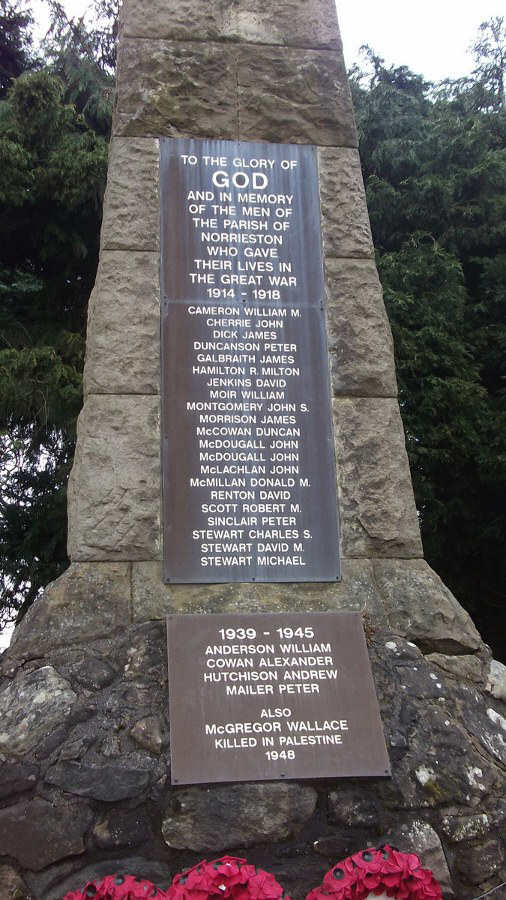 TO THE GLORY OF
GOD
AND IN MEMORY
OF THE MEN OF
THE PARISH OF
NORRIESTON
WHO GAVE
THEIR LIVES IN
THE GREAT WAR
1914 - 1918
CAMERON WILLIAM M.
CHERRIE JOHN
DICK JAMES
DUNCANSON PETER
GALBRAITH JAMES
HAMILTON R. MILTON
JENKINS DAVID
MOIR WILLIAM
MONTGOMERY JOHN S.
MORRISON JAMES
McCOWAN DUNCAN
McDOUGALL JOHN
McDOUGALL JOHN
McLACHLAN JOHN
McMILLAN DONALD M.
RENTON DAVID
SCOTT ROBERT M.
SINCLAIR PETER
STEWART CHARLES S.
STEWART DAVID M.
STEWART MICHAEL
1939 - 1945
ANDERSON WILLIAM
COWAN ALEXANDER
HUTCHISON ANDREW
MAILER PETER
ALSO
McGREGOR WALLACE
KILLED IN PALESTINE
1948